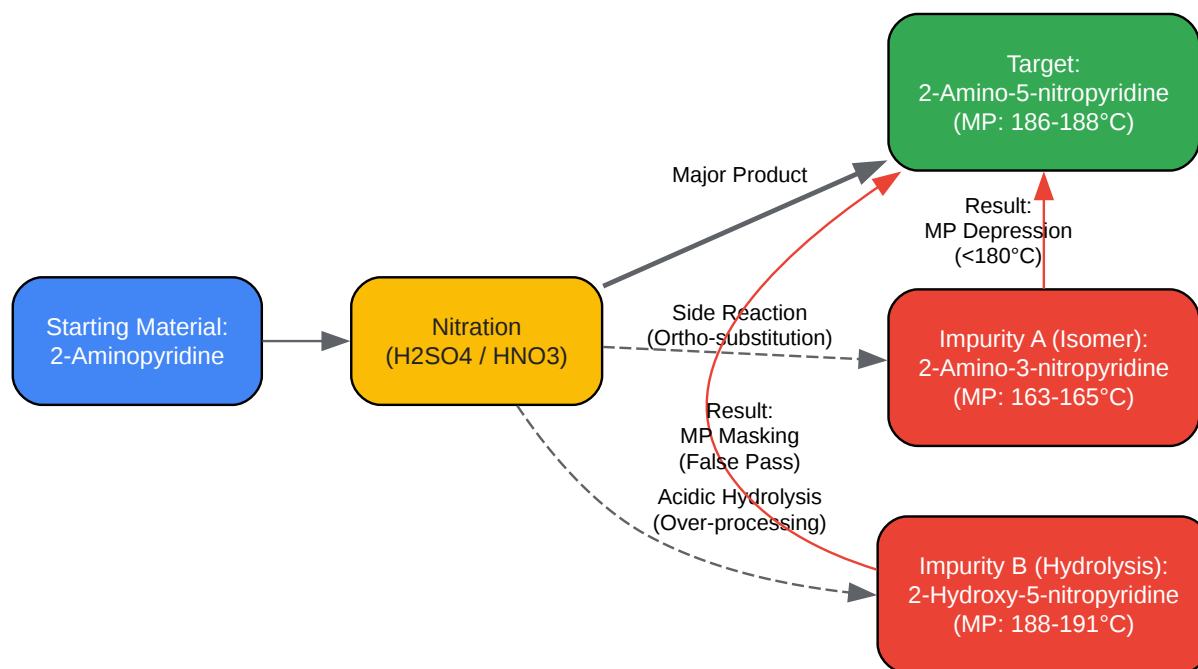 Target:
2-Amino-5-nitropyridine
(MP: 186-188°C)
Major Product
Result:
MP Depression
(<180°C)
Starting Material:
2-Aminopyridine
Nitration
(H2SO4 / HNO3)
Side Reaction
(Ortho-substitution)
Impurity A (Isomer):
2-Amino-3-nitropyridine
(MP: 163-165°C)
Result:
MP Masking
(False Pass)
Acidic Hydrolysis
(Over-processing)
Impurity B (Hydrolysis):
2-Hydroxy-5-nitropyridine
(MP: 188-191°C)